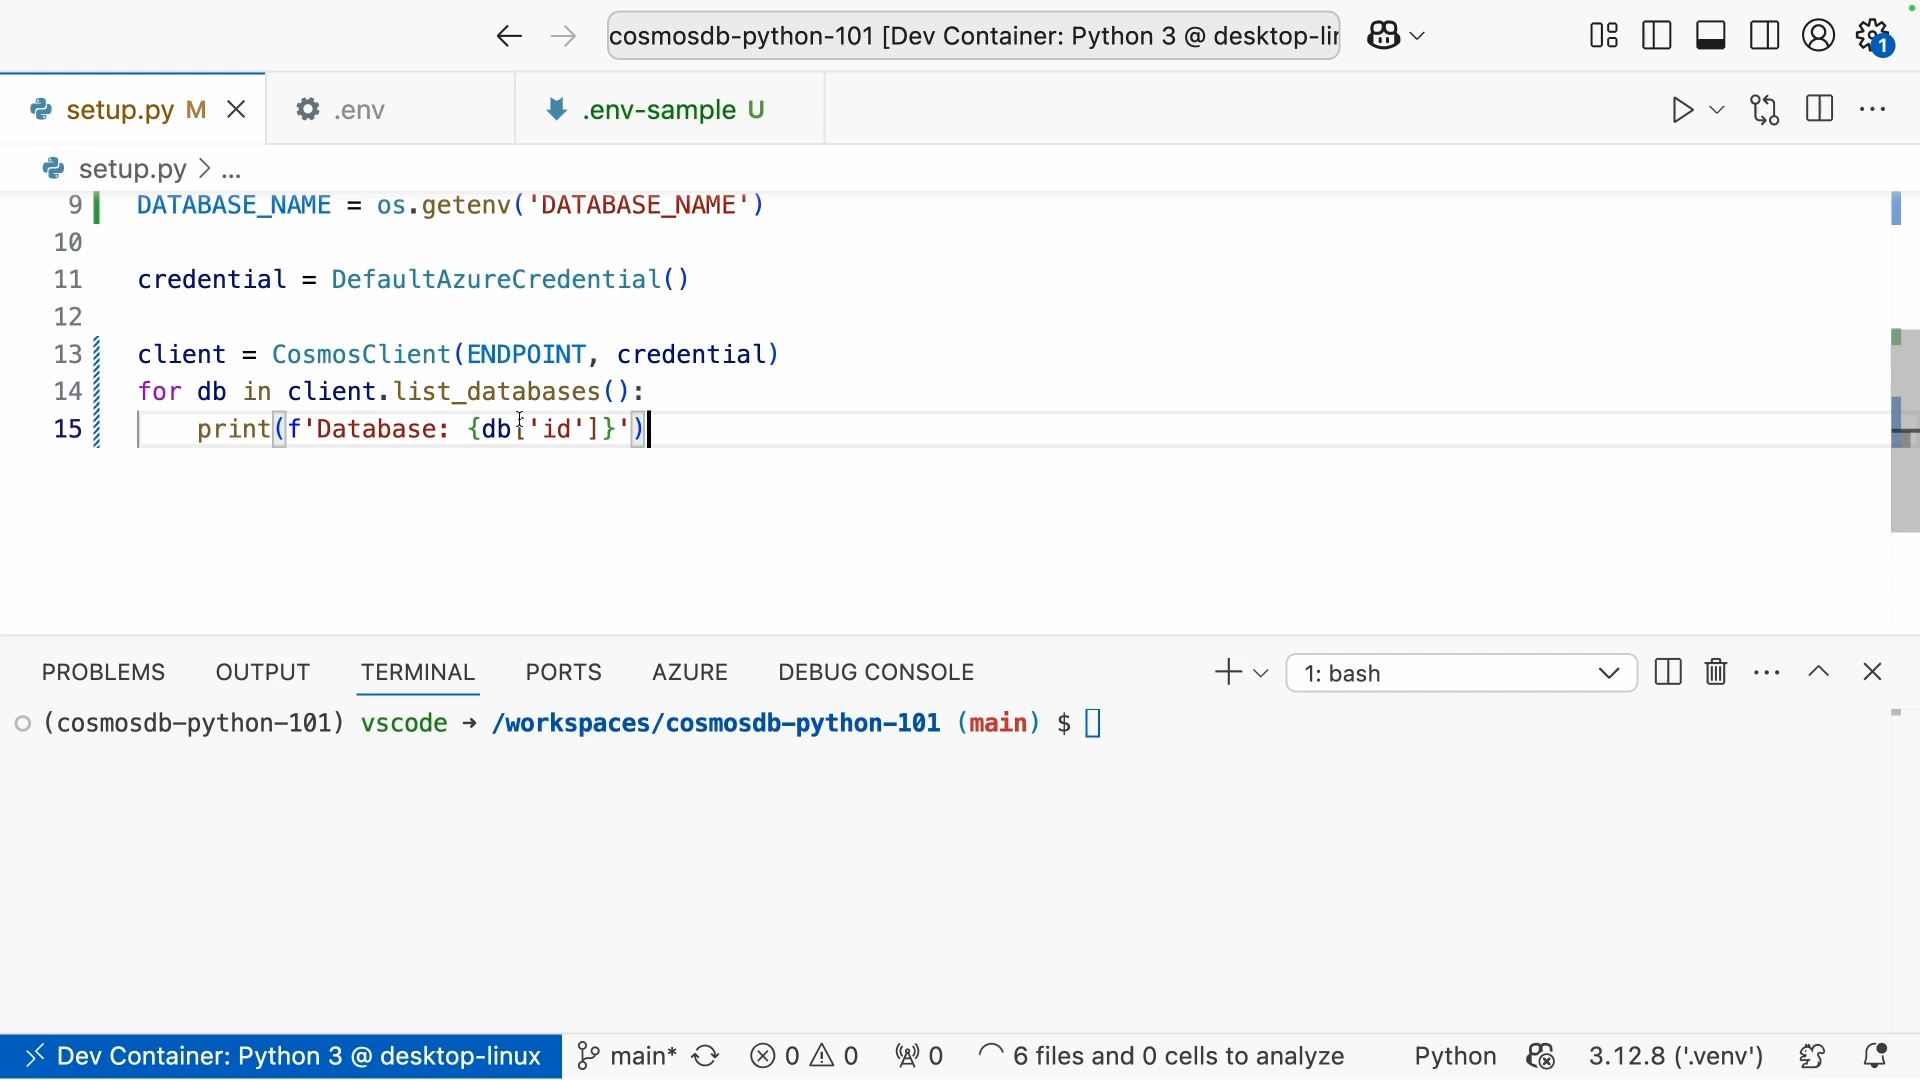 cosmosdb-python-101 [Dev Container: Python 3 @ desktop-lin
1
setup.py M
.env
.env-sample U
setup.py > ...
9 DATABASE_NAME = os.getenv('DATABASE_NAME')
10
11 credential = DefaultAzureCredential()
12
13 client = CosmosClient(ENDPOINT, credential)
14 for db in client.list_databases():
15 print(f'Database: {db['id']}')
PROBLEMS OUTPUT TERMINAL PORTS AZURE DEBUG CONSOLE
1: bash
(cosmosdb-python-101) vscode → /workspaces/cosmosdb-python-101 (main) $
Dev Container: Python 3 @ desktop-linux main* 0 0 0 6 files and 0 cells to analyze Python 3.12.8 ('.venv')